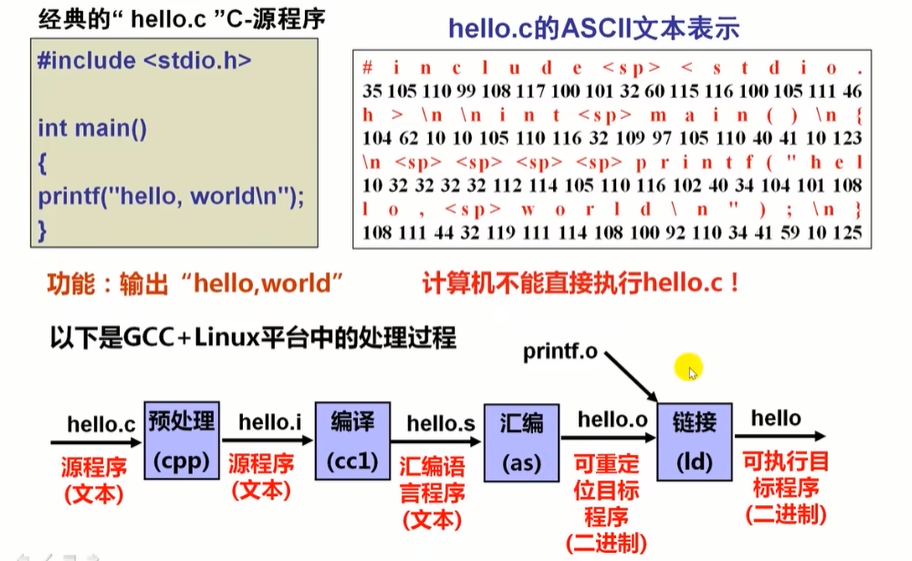 经典的“ hello.c ”C-源程序
#include <stdio.h>
int main()
{
printf("hello, world\n");
}
hello.c的ASCII文本表示
# i n c l u d e <sp> < s t d i o .
35 105 110 99 108 117 100 101 32 60 115 116 100 105 111 46
h > \n \n i n t <sp> m a i n ( ) \n {
104 62 10 10 105 110 116 32 109 97 105 110 40 41 10 123
\n <sp> <sp> <sp> <sp> p r i n t f ( " h e l
10 32 32 32 32 112 114 105 110 116 102 40 34 104 101 108
l o , <sp> w o r l d \ n " ) ; \n }
108 111 44 32 119 111 114 108 100 92 110 34 41 59 10 125
功能：输出“hello,world”
计算机不能直接执行hello.c！
以下是GCC+Linux平台中的处理过程
printf.o
hello.c
源程序
(文本)
预处理
(cpp)
hello.i
源程序
(文本)
编译
(cc1)
hello.s
汇编语
言程序
(文本)
汇编
(as)
hello.o
可重定
位目标
程序
(二进制)
链接
(ld)
hello
可执行目
标程序
(二进制)